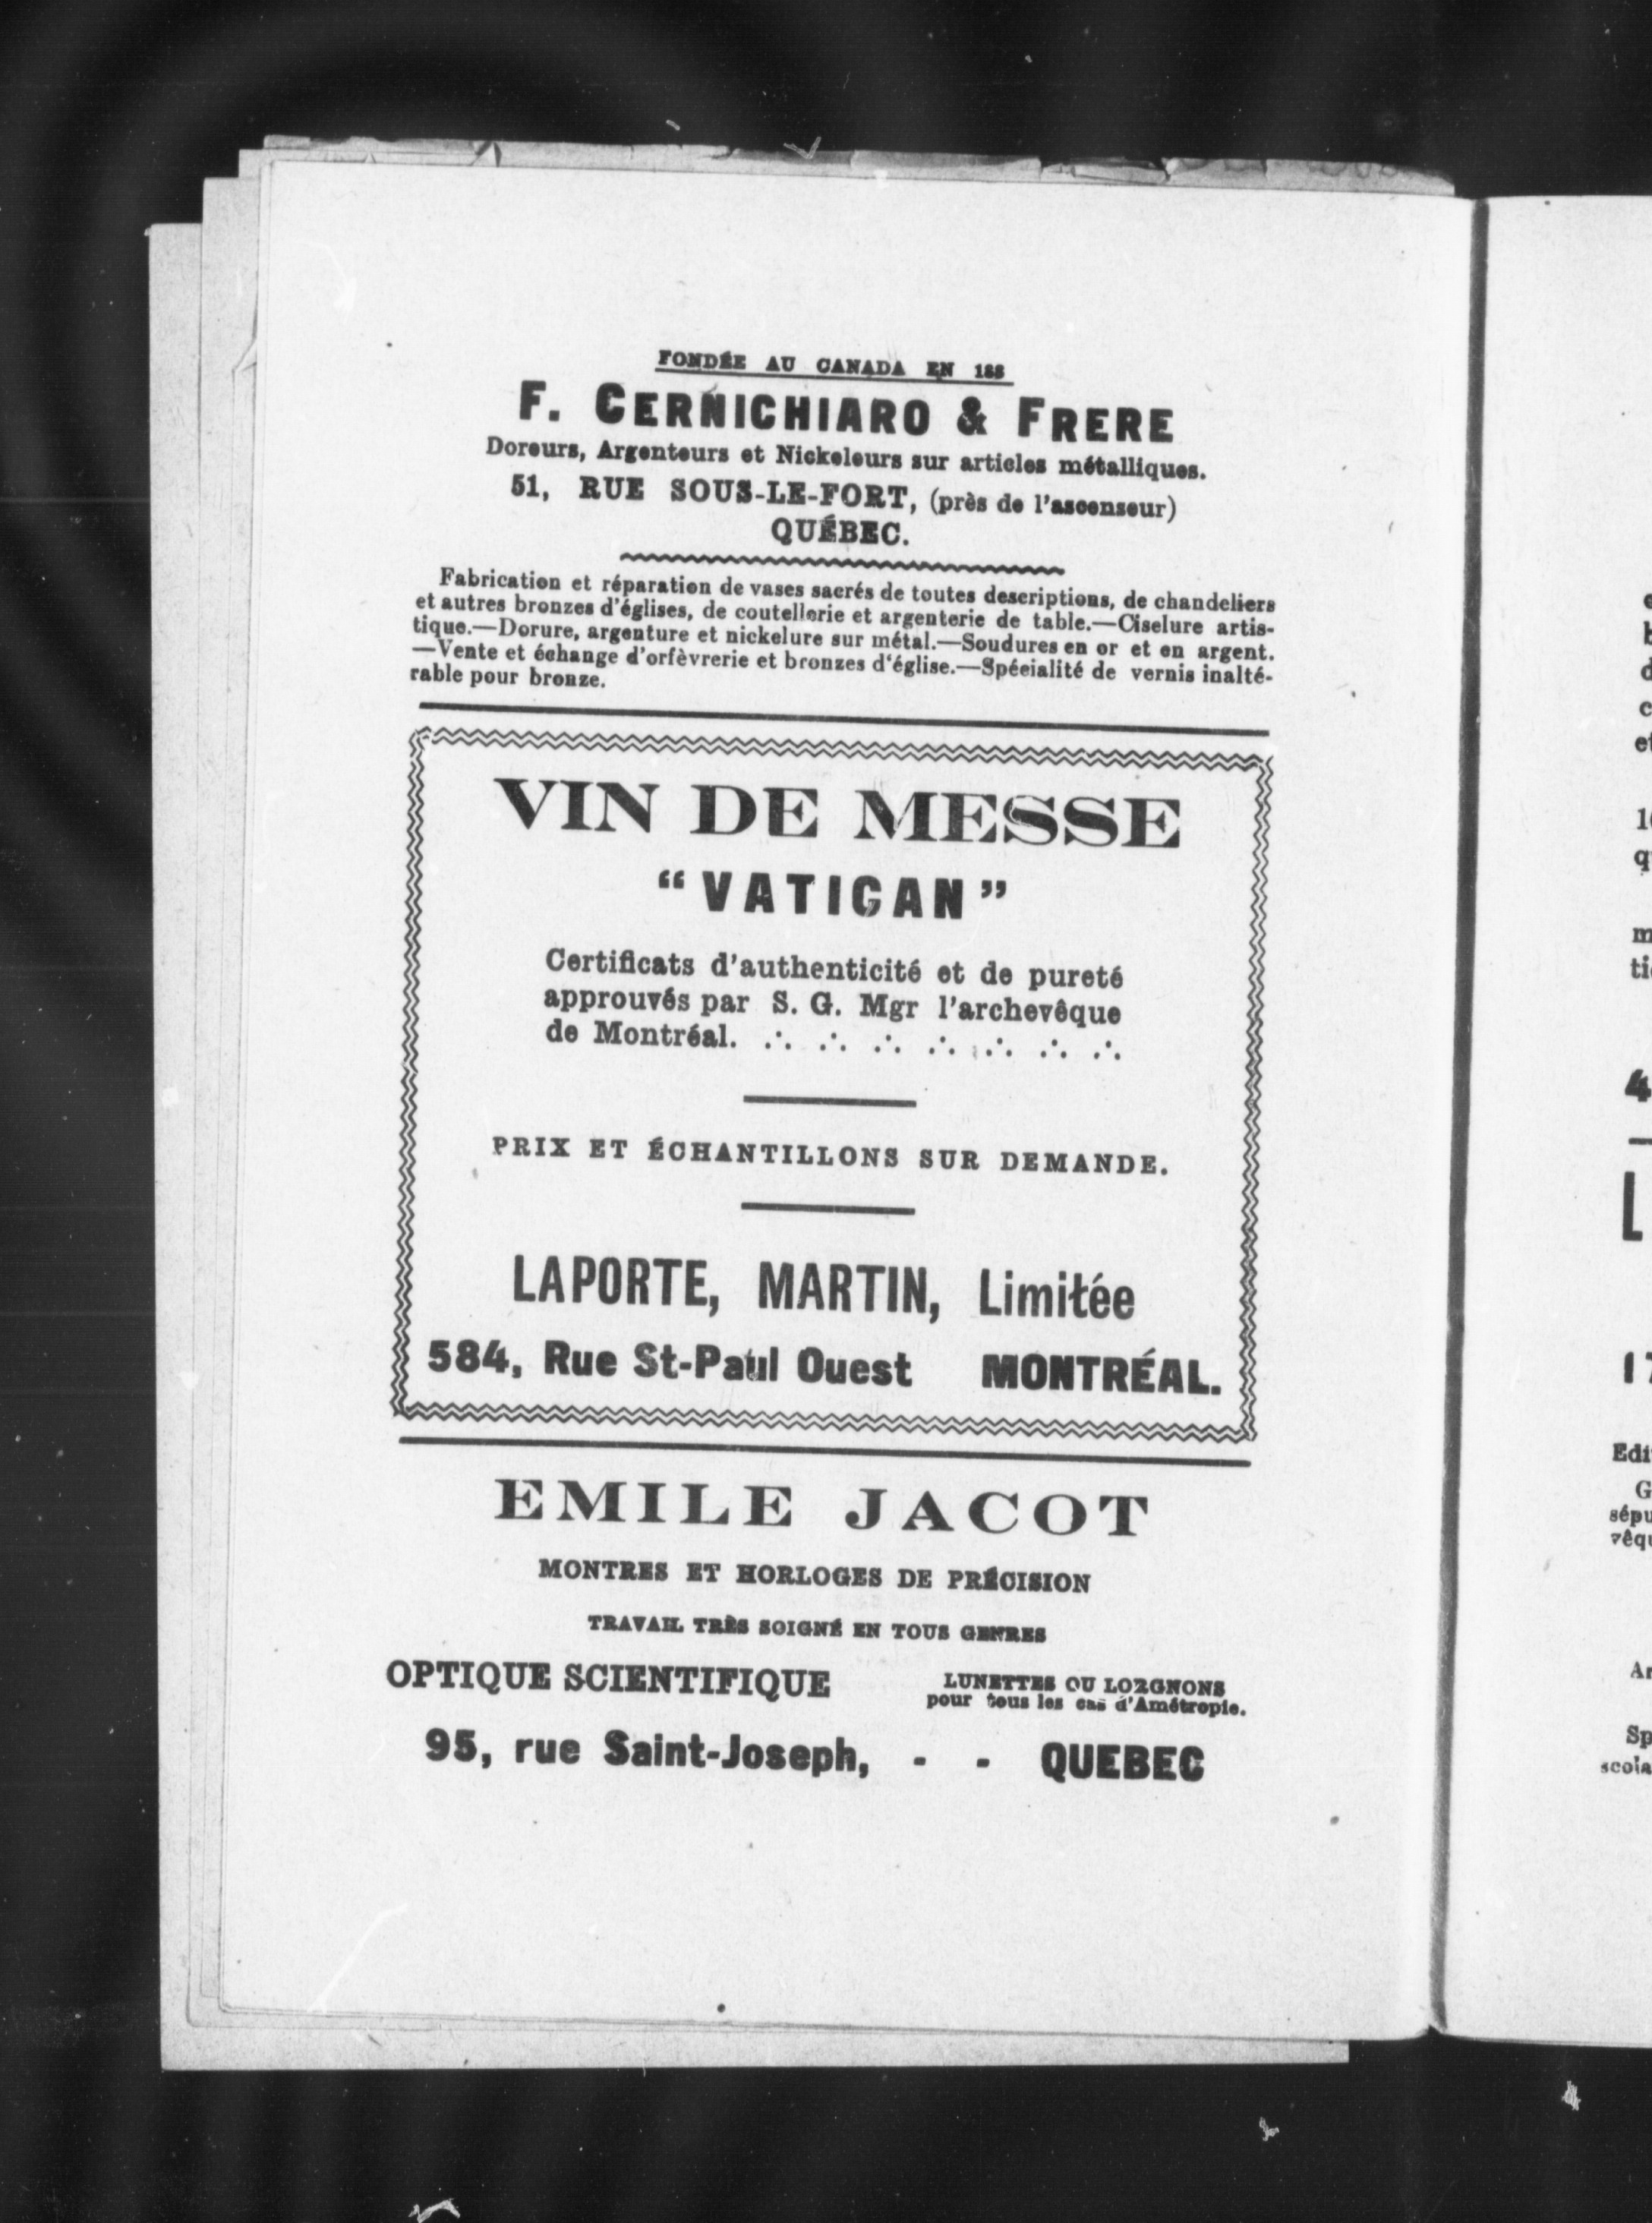 FONDÉE AU CANADA EN 188
F. CERNICHIARO & FRERE
Doreurs, Argenteurs et Nickeleurs sur articles métalliques.
51, RUE SOUS-LE-FORT, (près de l'ascenseur)
QUÉBEC.
Fabrication et réparation de vases sacrés de toutes descriptions, de chandeliers
et autres bronzes d'églises, de coutellerie et argenterie de table.—Ciselure artis-
tique.—Dorure, argenture et nickelure sur métal.—Soudures en or et en argent.
—Vente et échange d'orfèvrerie et bronzes d'église.—Spécialité de vernis inalté-
rable pour bronze.
VIN DE MESSE
“VATICAN”
Certificats d'authenticité et de pureté
approuvés par S. G. Mgr l'archevêque
de Montréal. ∴ ∴ ∴ ∴ ∴ ∴ ∴
PRIX ET ÉCHANTILLONS SUR DEMANDE.
LAPORTE, MARTIN, Limitée
584, Rue St-Paul Ouest MONTRÉAL.
EMILE JACOT
MONTRES ET HORLOGES DE PRÉCISION
TRAVAIL TRÈS SOIGNÉ EN TOUS GENRES
OPTIQUE SCIENTIFIQUE
LUNETTES OU LORGNONS
pour tous les cas d'Amétropie.
95, rue Saint-Joseph, - - QUEBEC